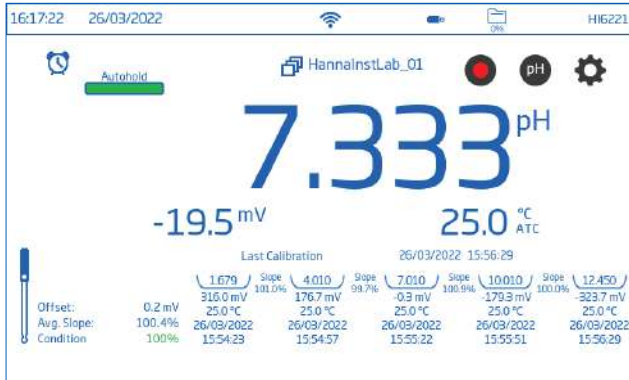 16:17:22 26/03/2022 0% HI6221
Autohold HannaInstLab_01 pH
7.333 pH
-19.5 mV 25.0 °C ATC
Last Calibration 26/03/2022 15:56:29
1.679 Slope 101.0% 4.010 Slope 99.7% 7.010 Slope 100.9% 10.010 Slope 100.0% 12.450
Offset: 0.2 mV 316.0 mV 176.7 mV -0.3 mV -179.3 mV -323.7 mV
Avg. Slope: 100.4% 25.0 °C 25.0 °C 25.0 °C 25.0 °C 25.0 °C
26/03/2022 26/03/2022 26/03/2022 26/03/2022 26/03/2022
Condition 100% 15:54:23 15:54:57 15:55:22 15:55:51 15:56:29